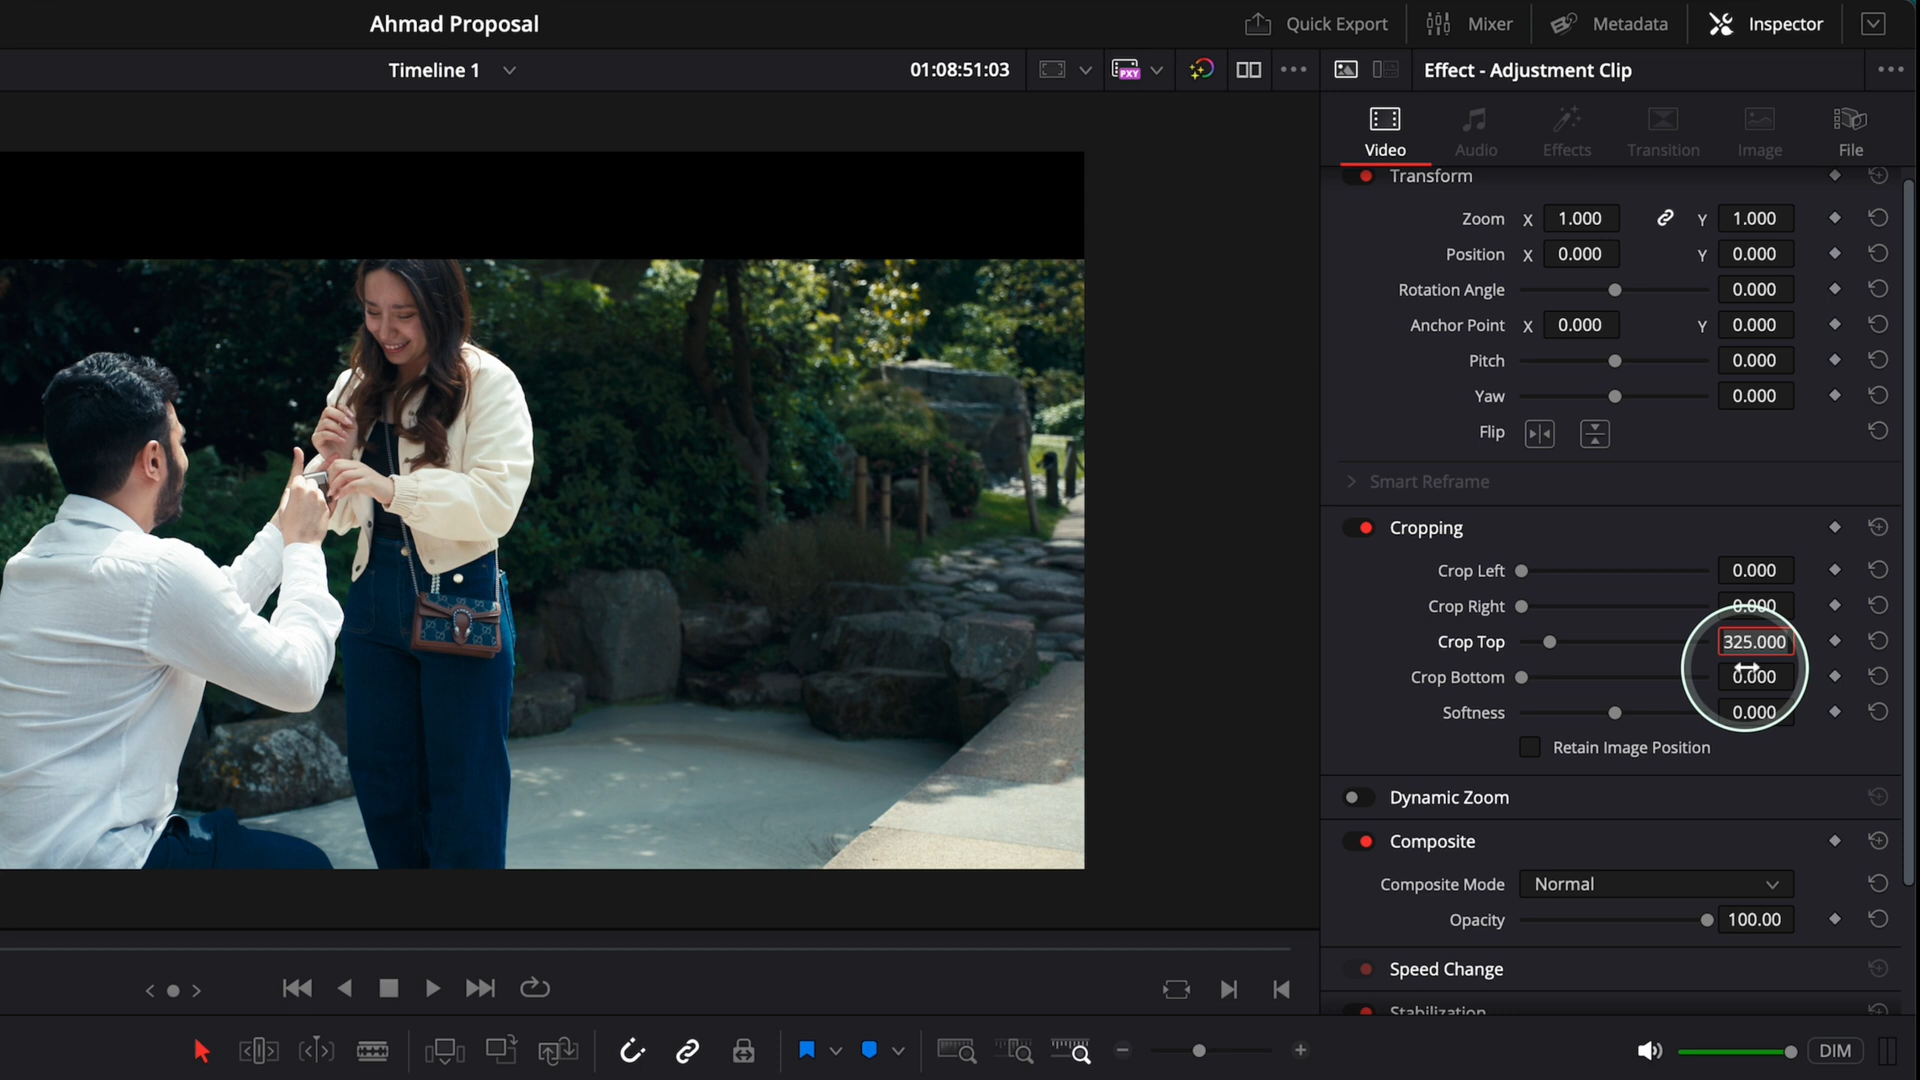 Ahmad Proposal
Quick Export
Mixer
Metadata
Inspector
Timeline 1
01:08:51:03
PXY
Effect - Adjustment Clip
Video
Audio
Effects
Transition
Image
File
Transform
Zoom X 1.000 Y 1.000
Position X 0.000 Y 0.000
Rotation Angle 0.000
Anchor Point X 0.000 Y 0.000
Pitch 0.000
Yaw 0.000
Flip
Smart Reframe
Cropping
Crop Left 0.000
Crop Right 0.000
Crop Top 325.000
Crop Bottom 0.000
Softness 0.000
Retain Image Position
Dynamic Zoom
Composite
Composite Mode Normal
Opacity 100.00
Speed Change
Stabilization
DIM